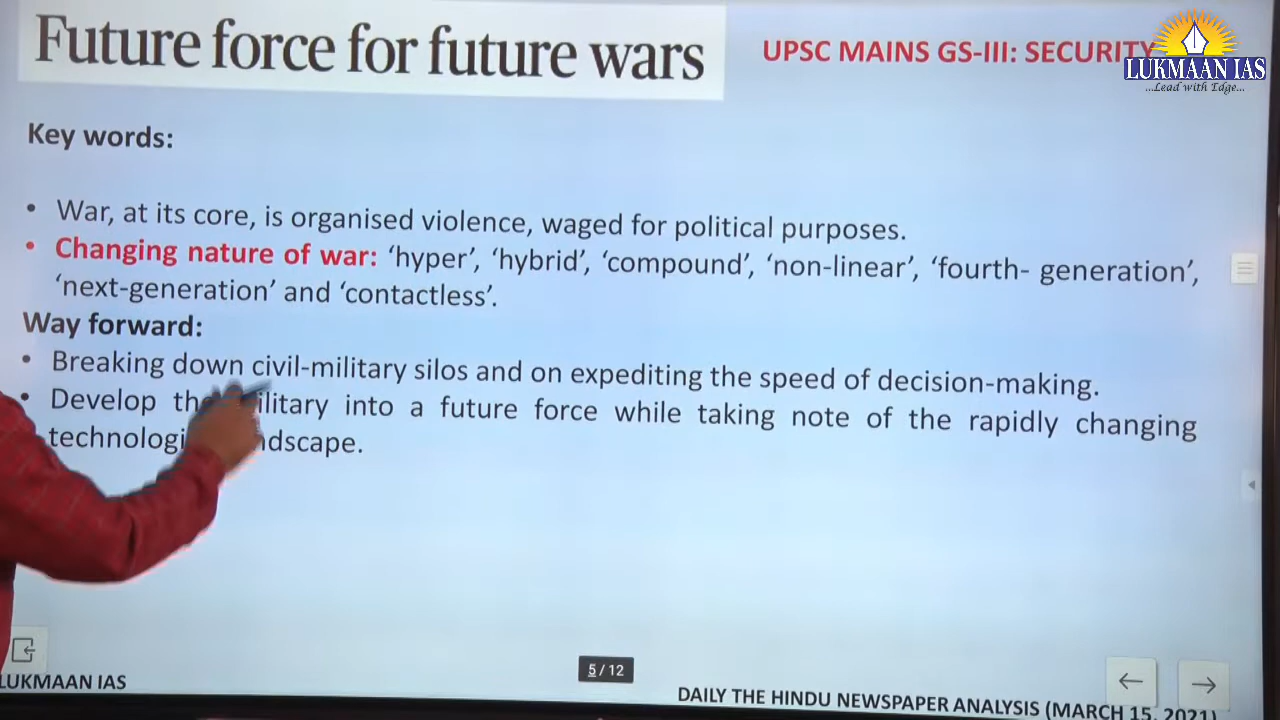 Future force for future wars
UPSC MAINS GS-III: SECURITY
LUKMAAN IAS
...Lead with Edge...
Key words:
• War, at its core, is organised violence, waged for political purposes.
• Changing nature of war: ‘hyper’, ‘hybrid’, ‘compound’, ‘non-linear’, ‘fourth- generation’,
‘next-generation’ and ‘contactless’.
Way forward:
• Breaking down civil-military silos and on expediting the speed of decision-making.
• Develop the military into a future force while taking note of the rapidly changing
landscape.
5 / 12
LUKMAAN IAS
DAILY THE HINDU NEWSPAPER ANALYSIS (MARCH 15, 2021)